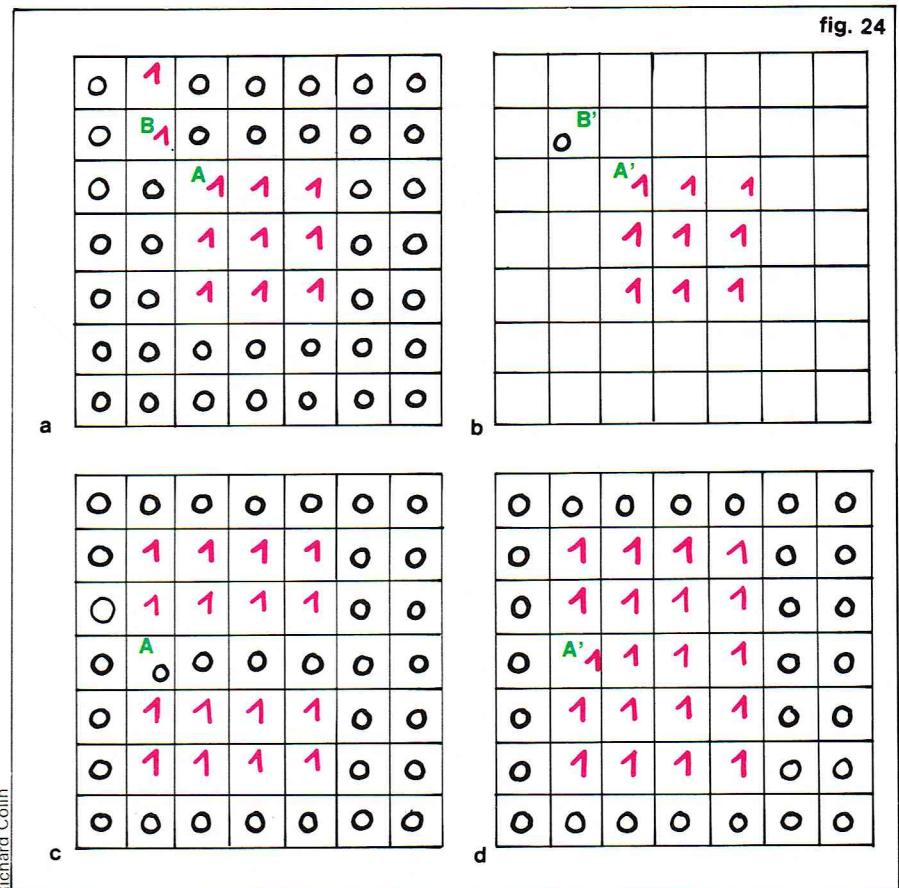 fig. 24
0 1 0 0 0 0 0
0 B 1 0 0 0 0 0
0 0 A 1 1 1 0 0
0 0 1 1 1 0 0
0 0 1 1 1 0 0
0 0 0 0 0 0 0
0 0 0 0 0 0 0
a
0 B'
A' 1 1 1
1 1 1
1 1 1
b
0 0 0 0 0 0 0
0 1 1 1 1 0 0
0 1 1 1 1 0 0
0 A 0 0 0 0 0 0
0 1 1 1 1 0 0
0 1 1 1 1 0 0
0 0 0 0 0 0 0
c
0 0 0 0 0 0 0
0 1 1 1 1 0 0
0 1 1 1 1 0 0
0 A' 1 1 1 1 0 0
0 1 1 1 1 0 0
0 1 1 1 1 0 0
0 0 0 0 0 0 0
d
Richard Colin